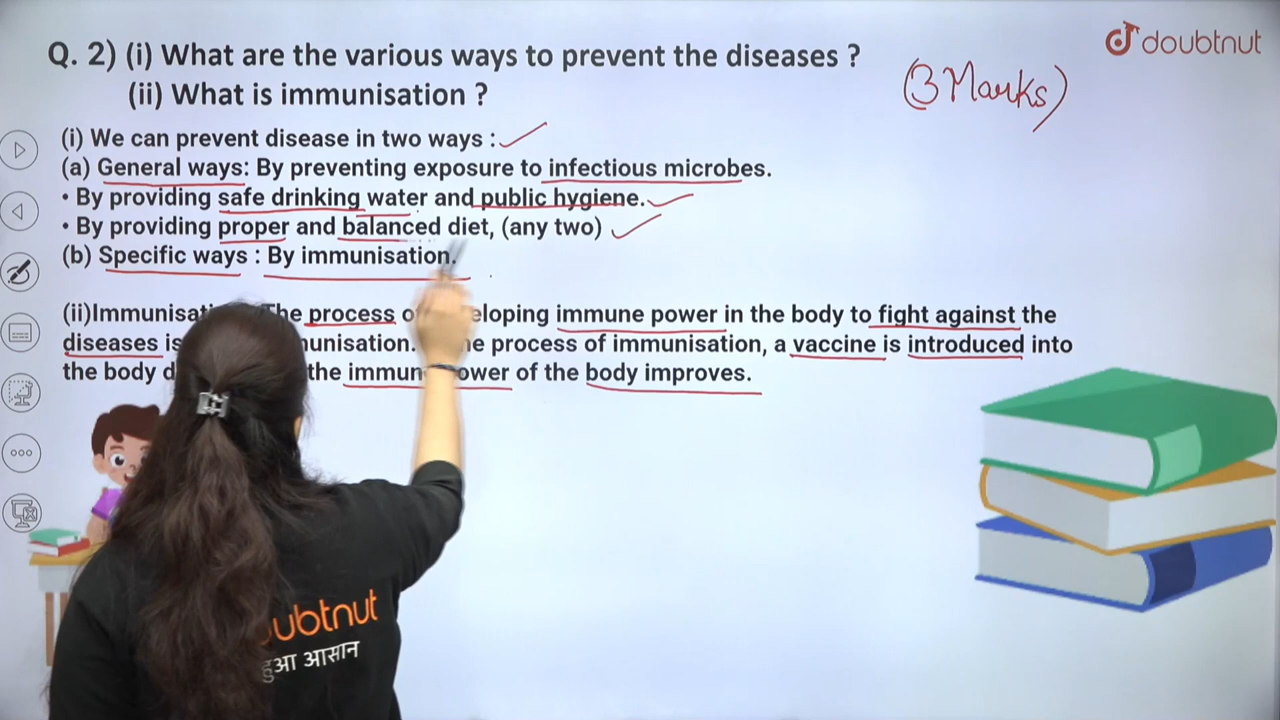 Q. 2) (i) What are the various ways to prevent the diseases ?
(ii) What is immunisation ?
doubtnut
(3 Marks)
(i) We can prevent disease in two ways :
(a) General ways: By preventing exposure to infectious microbes.
• By providing safe drinking water and public hygiene.
• By providing proper and balanced diet, (any two)
(b) Specific ways : By immunisation.
(ii)Immunisati The process o eloping immune power in the body to fight against the
diseases is unisation. e process of immunisation, a vaccine is introduced into
the body d the immun ower of the body improves.
oubtnut
हुआ आसान